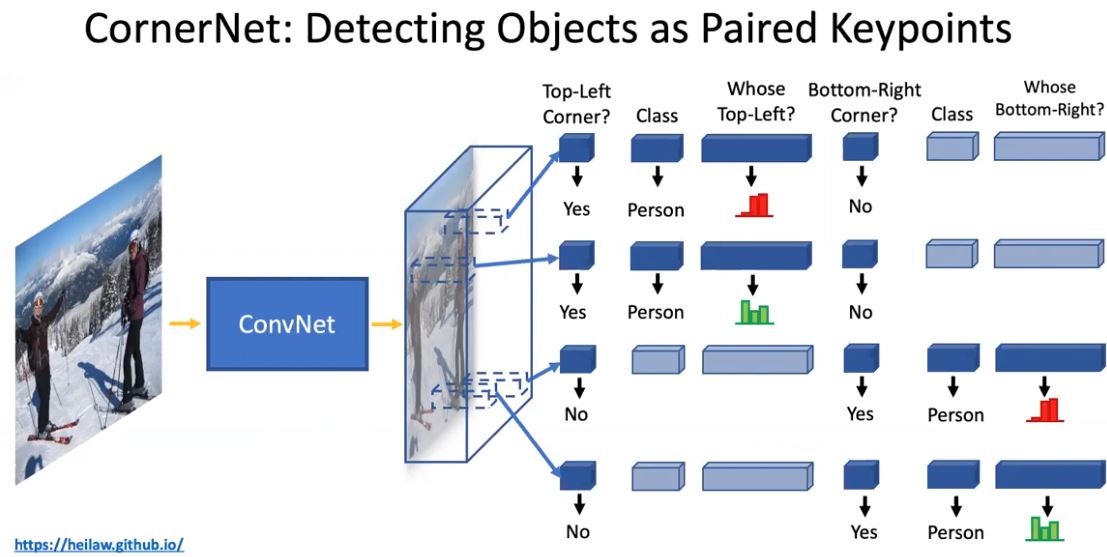 CornerNet: Detecting Objects as Paired Keypoints
Top-Left Corner?
Class
Whose Top-Left?
Bottom-Right Corner?
Class
Whose Bottom-Right?
Yes
Person
No
Yes
Person
No
ConvNet
No
Yes
Person
No
Yes
Person
https://heilaw.github.io/